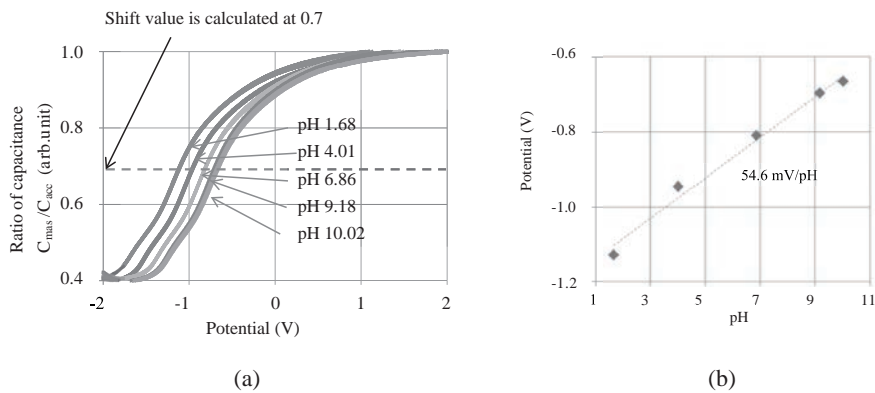 Shift value is calculated at 0.7
Ratio of capacitance
Cmas/Cacc (arb.unit)
1.0
0.8
0.6
0.4
pH 1.68
pH 4.01
pH 6.86
pH 9.18
pH 10.02
-2
-1
0
1
2
Potential (V)
(a)
Potential (V)
-0.6
-0.8
-1.0
-1.2
54.6 mV/pH
1
3
5
7
9
11
pH
(b)